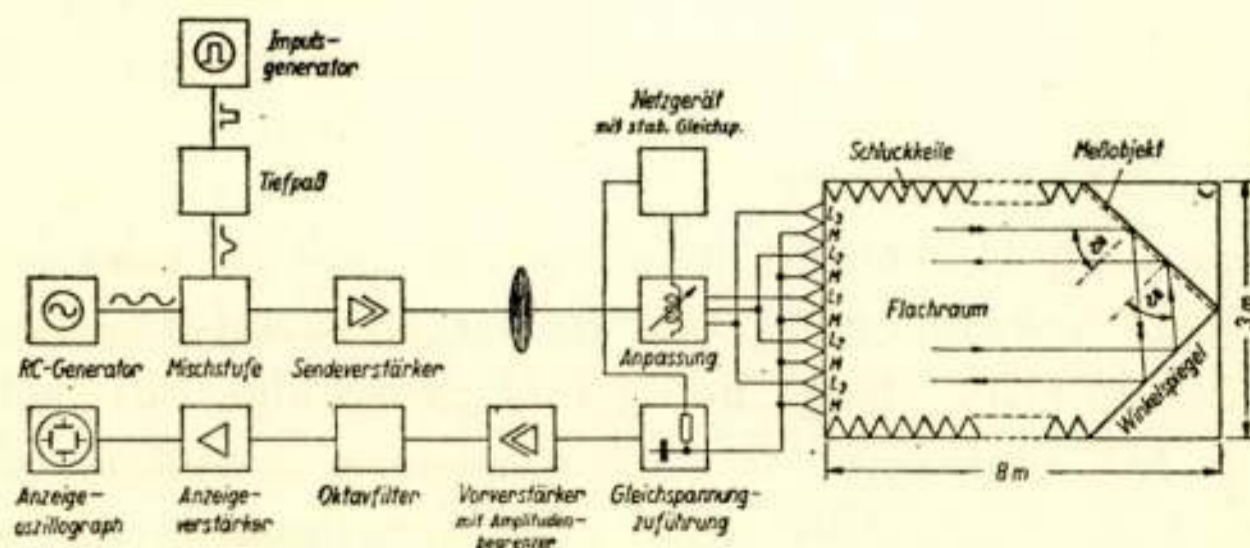 Impuls-
generator
Netzgerät
mit stab. Gleichsp.
Tiefpaß
Schluckkeile
Meßobjekt
L3
M
L2
M
L1
M
L2
M
L3
M
Flachraum
Winkelspiegel
3 m
8 m
RC-Generator
Mischstufe
Sendeverstärker
Anpassung
Anzeige-
oszillograph
Anzeige-
verstärker
Oktavfilter
Vorverstärker
mit Amplituden-
begrenzer
Gleichspannung-
zuführung